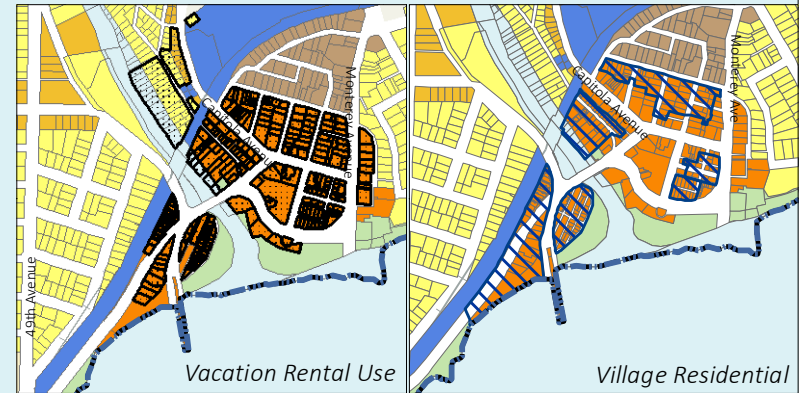 Capitola Avenue
Monterey Avenue
49th Avenue
Vacation Rental Use
Capitola Avenue
Monterey Ave
Village Residential